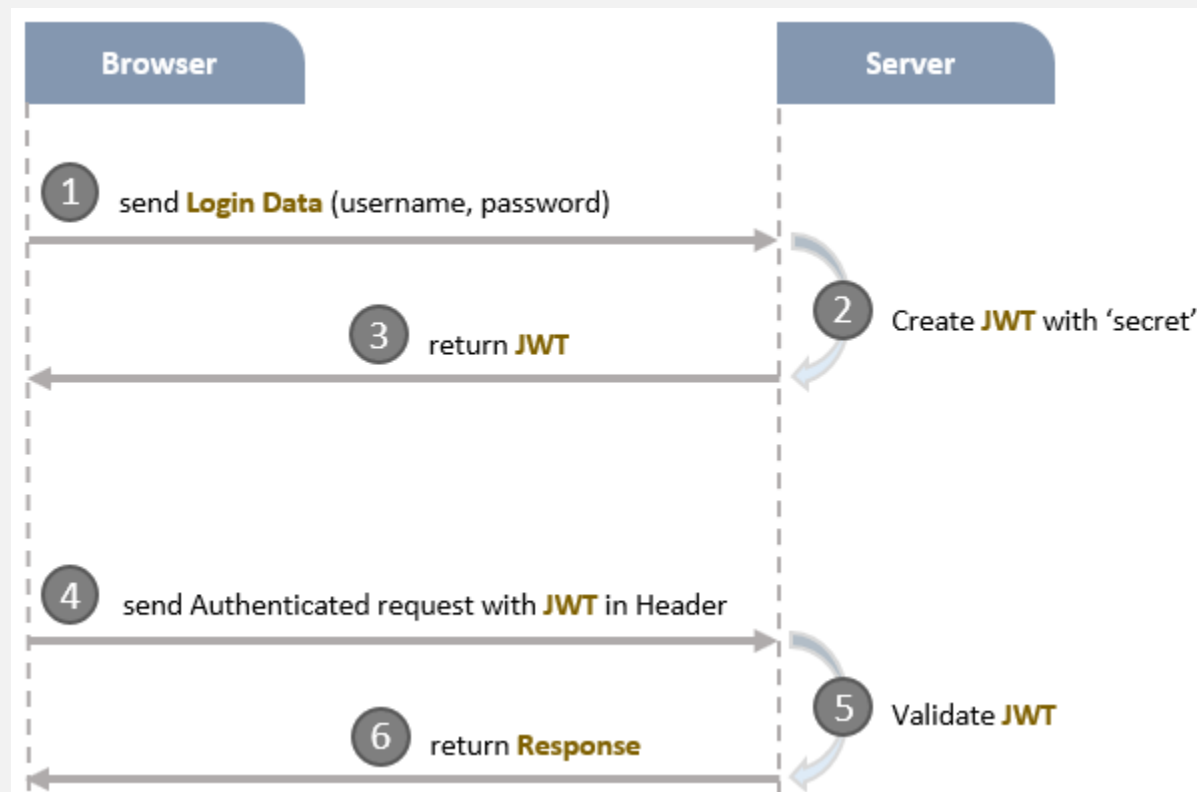 Browser
Server
1
send Login Data (username, password)
2
Create JWT with ‘secret’
3
return JWT
4
send Authenticated request with JWT in Header
5
Validate JWT
6
return Response